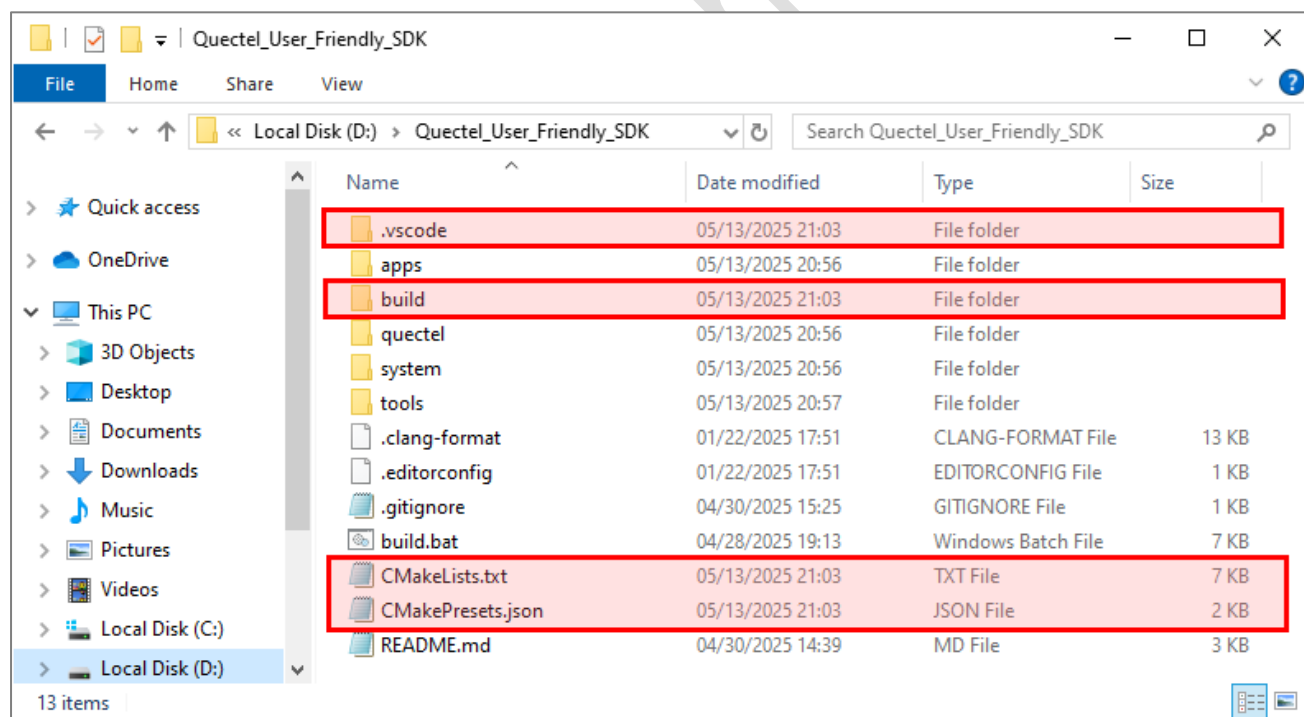 Quectel_User_Friendly_SDK
File Home Share View ?
« Local Disk (D:) > Quectel_User_Friendly_SDK Search Quectel_User_Friendly_SDK
Quick access
OneDrive
This PC
3D Objects
Desktop
Documents
Downloads
Music
Pictures
Videos
Local Disk (C:)
Local Disk (D:)
Name Date modified Type Size
.vscode 05/13/2025 21:03 File folder
apps 05/13/2025 20:56 File folder
build 05/13/2025 21:03 File folder
quectel 05/13/2025 20:56 File folder
system 05/13/2025 20:56 File folder
tools 05/13/2025 20:57 File folder
.clang-format 01/22/2025 17:51 CLANG-FORMAT File 13 KB
.editorconfig 01/22/2025 17:51 EDITORCONFIG File 1 KB
.gitignore 04/30/2025 15:25 GITIGNORE File 1 KB
build.bat 04/28/2025 19:13 Windows Batch File 7 KB
CMakeLists.txt 05/13/2025 21:03 TXT File 7 KB
CMakePresets.json 05/13/2025 21:03 JSON File 2 KB
README.md 04/30/2025 14:39 MD File 3 KB
13 items